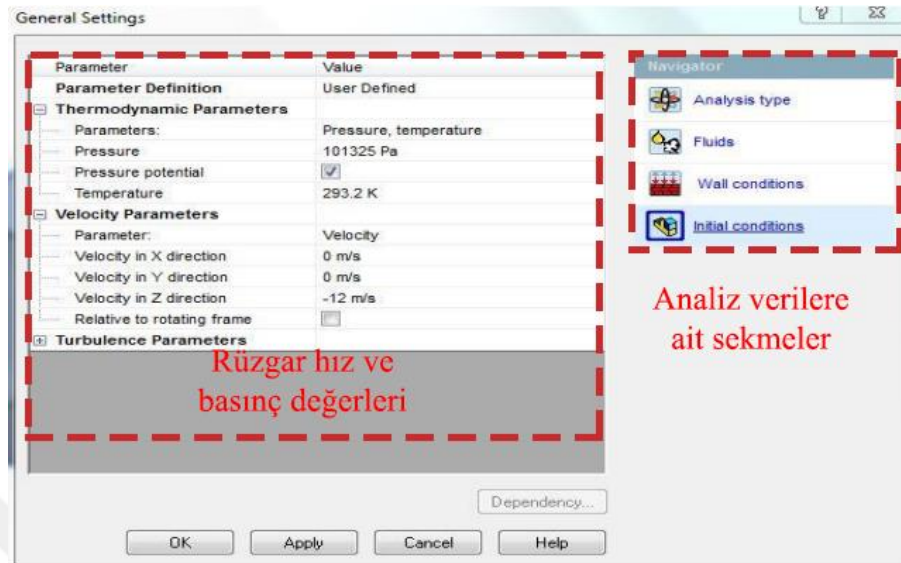 General Settings
Parameter Value
Parameter Definition User Defined
Thermodynamic Parameters
Parameters: Pressure, temperature
Pressure 101325 Pa
Pressure potential
Temperature 293.2 K
Velocity Parameters
Parameter: Velocity
Velocity in X direction 0 m/s
Velocity in Y direction 0 m/s
Velocity in Z direction -12 m/s
Relative to rotating frame
Turbulence Parameters
Rüzgar hız ve
basınç değerleri
Navigator
Analysis type
Fluids
Wall conditions
Initial conditions
Analiz verilere
ait sekmeler
Dependency...
OK Apply Cancel Help